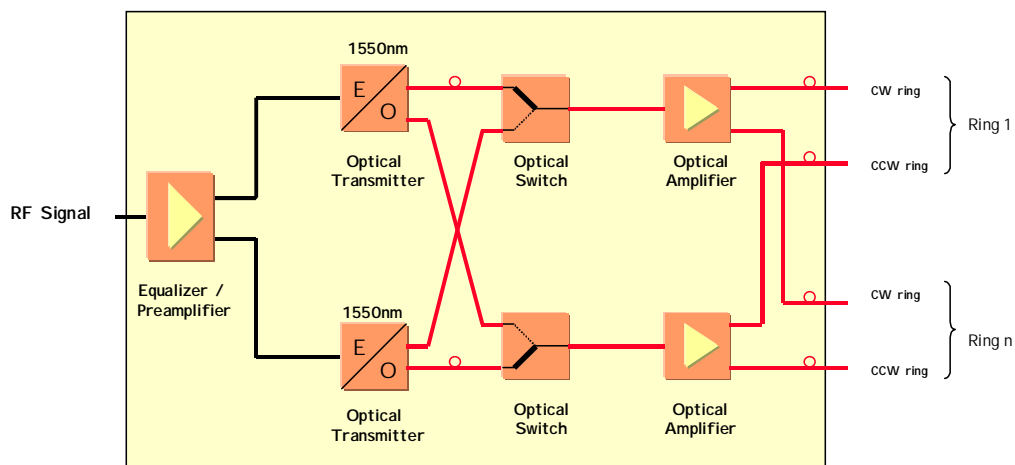 1550nm
E
O
Optical
Transmitter
Optical
Switch
Optical
Amplifier
CW ring
CCW ring
Ring 1
RF Signal
Equalizer /
Preamplifier
1550nm
E
O
Optical
Transmitter
Optical
Switch
Optical
Amplifier
CW ring
CCW ring
Ring n